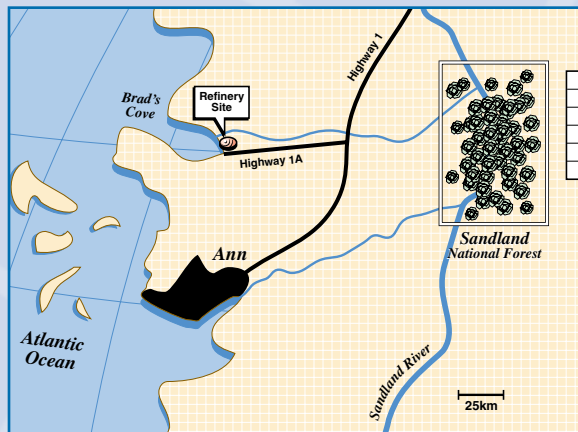 Highway 1
Brad's
Cove
Refinery
Site
Highway 1A
Ann
Sandland
National Forest
Atlantic
Ocean
Sandland River
25km